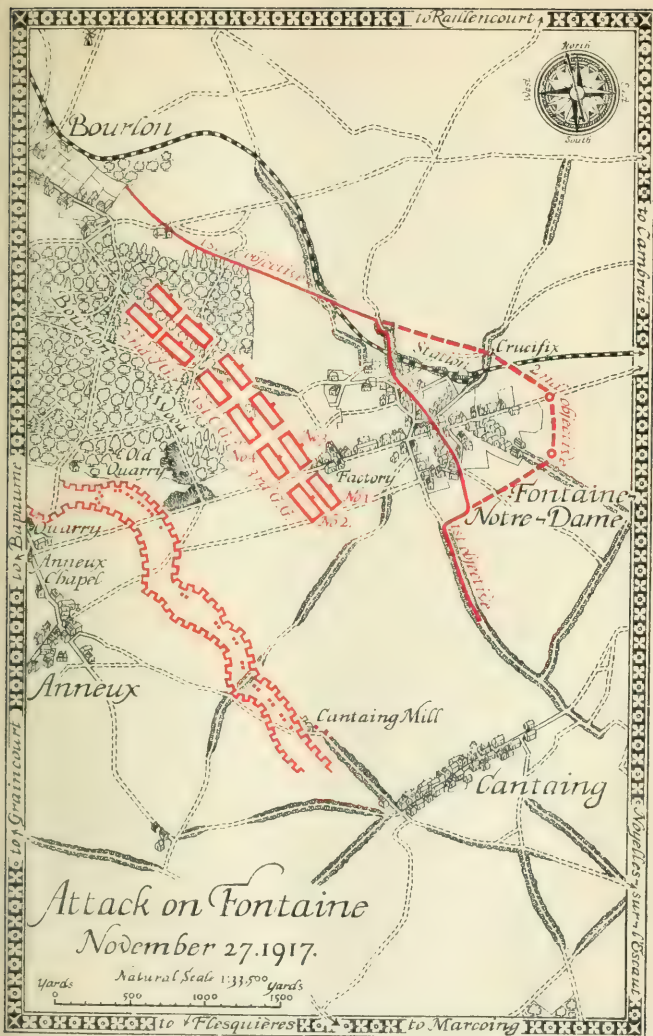 to Raillencourt
North
West
East
South
Bourlon
to Cambrai
1st objective
Bourlon
Wood
Station
Crucifix
2nd objective
Old
Quarry
Factory
No 1.
No 2.
Fontaine-
Notre-Dame
Quarry
to Bapaume
Anneux
Chapel
1st objective
Anneux
Cantaing Mill
Cantaing
to Graincourt
Noyelles-sur-l'Escaut
Attack on Fontaine
November 27.1917.
Natural Scale 1:33,500
Yards
Yards
0 500 1000 1500
to Flesquières
to Marcoing